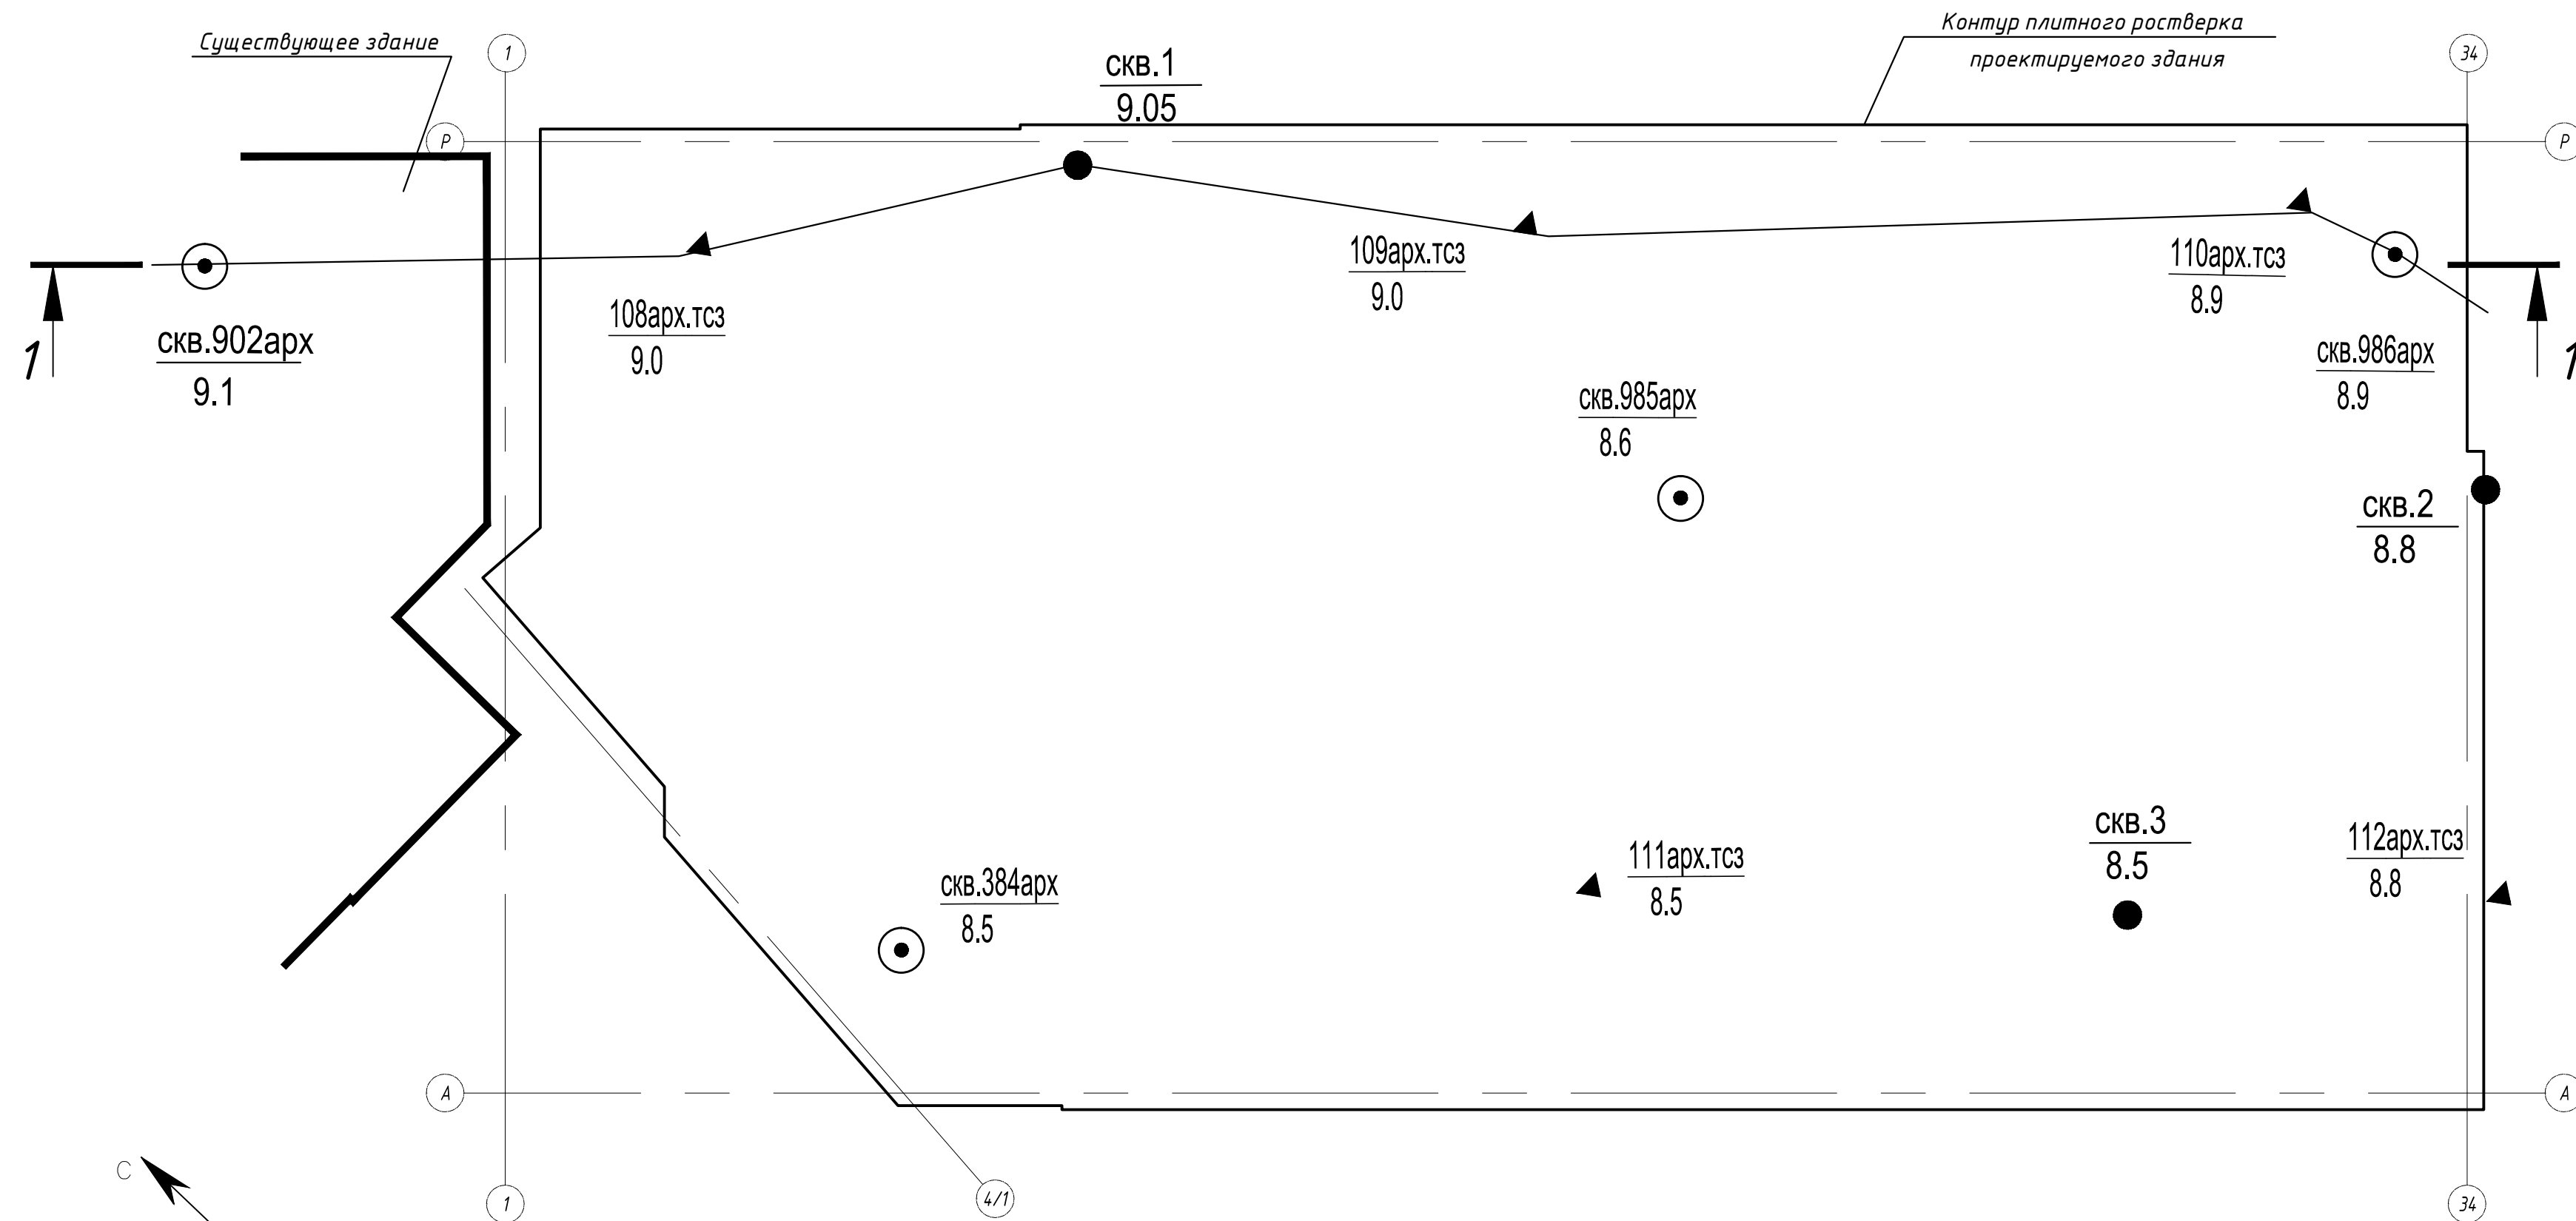 Существующее здание
1
Контур плитного ростверка
проектируемого здания
34
скв.1
9.05
Р
Р
109арх.тсз
9.0
110арх.тсз
8.9
108арх.тсз
9.0
скв.902арх
9.1
1
1
скв.986арх
8.9
скв.985арх
8.6
скв.2
8.8
скв.3
8.5
112арх.тсз
8.8
111арх.тсз
8.5
скв.384арх
8.5
А
А
С
1
4/1
34